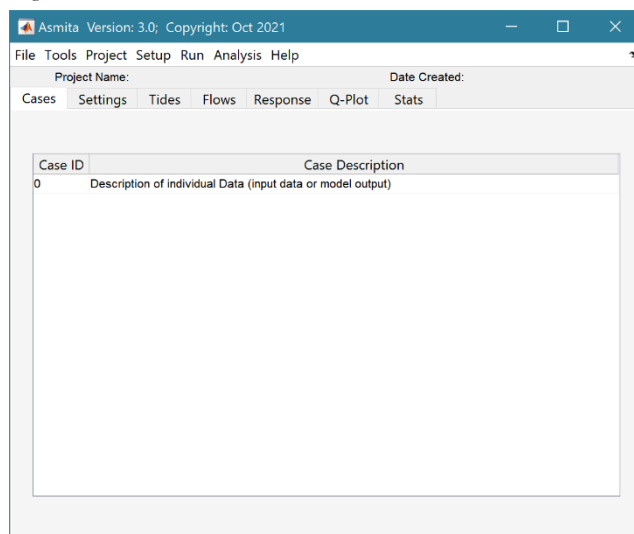 Asmita Version: 3.0; Copyright: Oct 2021
File Tools Project Setup Run Analysis Help
Project Name: Date Created:
Cases Settings Tides Flows Response Q-Plot Stats
Case ID Case Description
0 Description of individual Data (input data or model output)